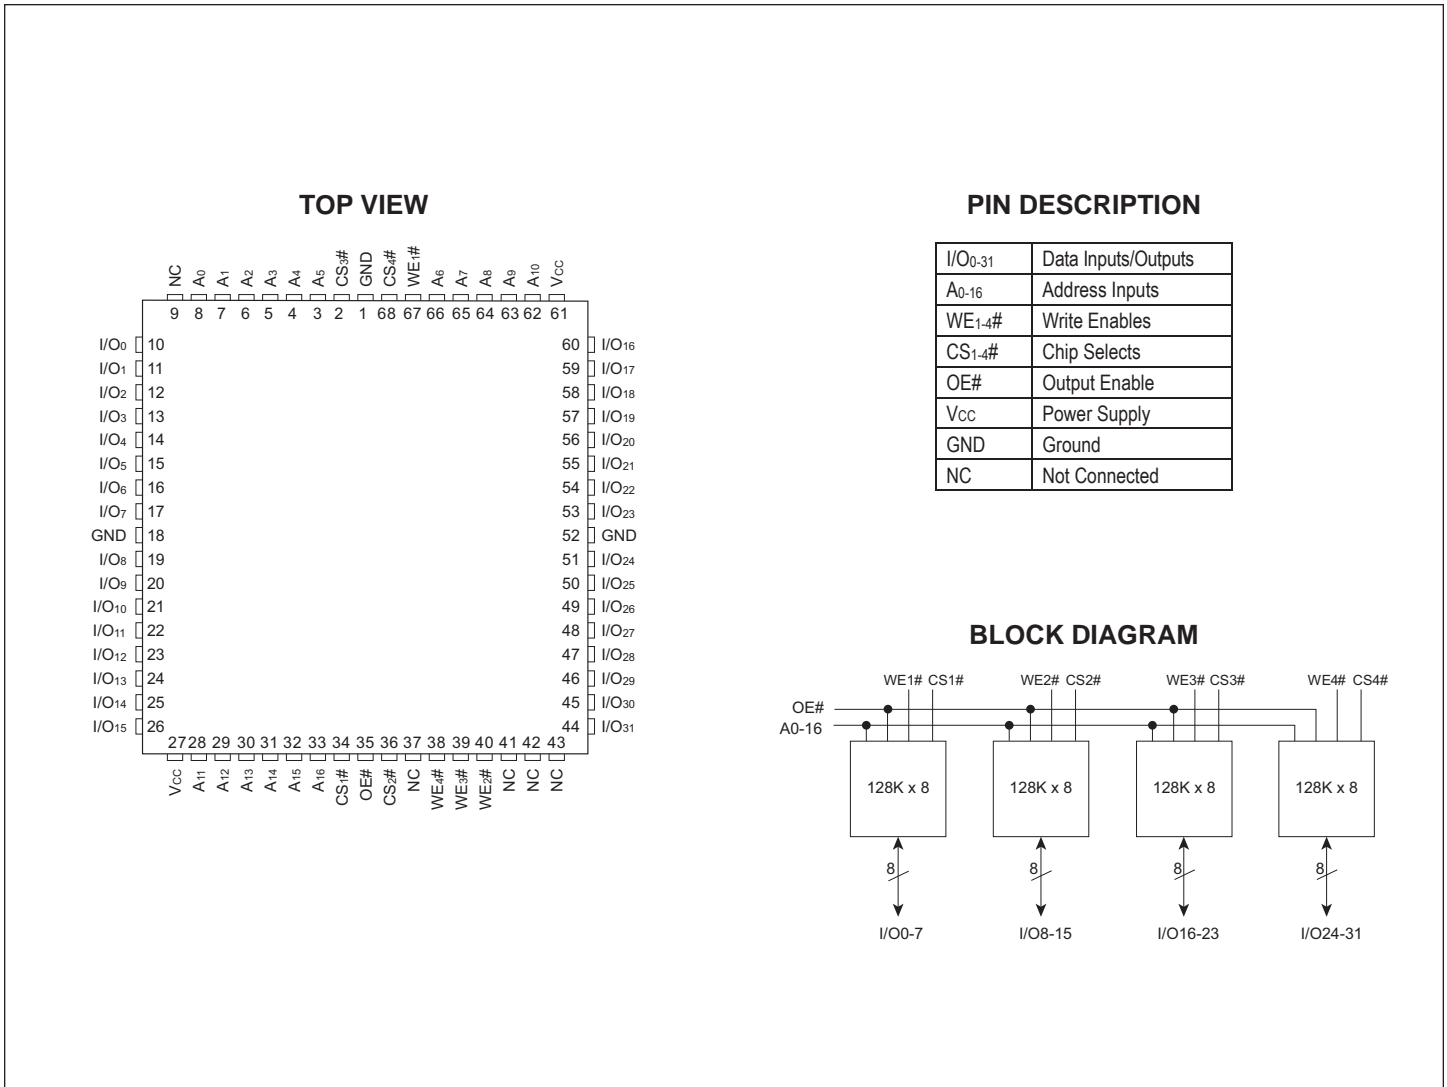 TOP VIEW
NC A0 A1 A2 A3 A4 A5 CS3# GND CS4# WE1# A6 A7 A8 A9 A10 VCC
9 8 7 6 5 4 3 2 1 68 67 66 65 64 63 62 61
I/O0 10 60 I/O16
I/O1 11 59 I/O17
I/O2 12 58 I/O18
I/O3 13 57 I/O19
I/O4 14 56 I/O20
I/O5 15 55 I/O21
I/O6 16 54 I/O22
I/O7 17 53 I/O23
GND 18 52 GND
I/O8 19 51 I/O24
I/O9 20 50 I/O25
I/O10 21 49 I/O26
I/O11 22 48 I/O27
I/O12 23 47 I/O28
I/O13 24 46 I/O29
I/O14 25 45 I/O30
I/O15 26 44 I/O31
27 28 29 30 31 32 33 34 35 36 37 38 39 40 41 42 43
VCC A11 A12 A13 A14 A15 A16 CS1# OE# CS2# NC WE4# WE3# WE2# NC NC NC
PIN DESCRIPTION
I/O0-31 Data Inputs/Outputs
A0-16 Address Inputs
WE1-4# Write Enables
CS1-4# Chip Selects
OE# Output Enable
VCC Power Supply
GND Ground
NC Not Connected
BLOCK DIAGRAM
WE1# CS1# WE2# CS2# WE3# CS3# WE4# CS4#
OE#
A0-16
128K x 8 128K x 8 128K x 8 128K x 8
8 8 8 8
I/O0-7 I/O8-15 I/O16-23 I/O24-31